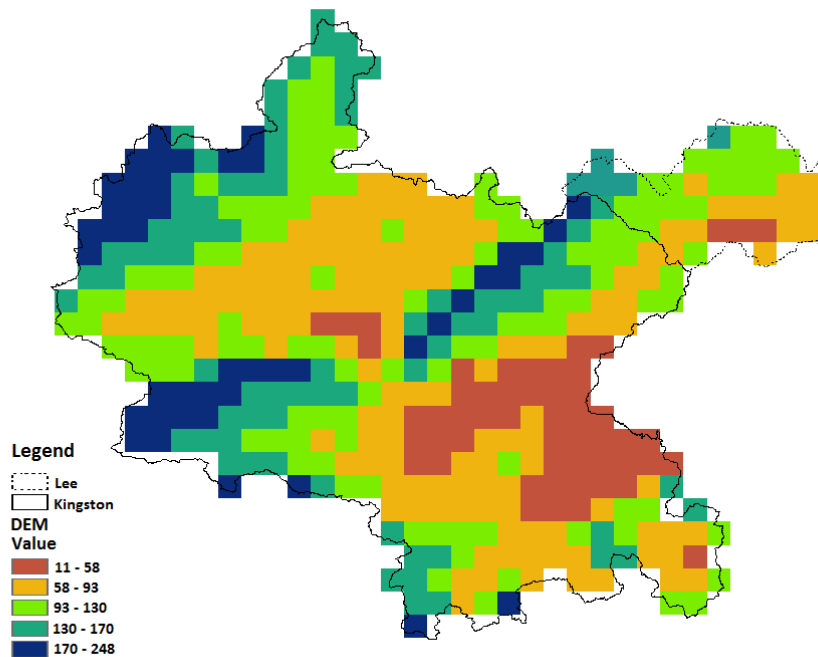 Legend
Lee
Kingston
DEM
Value
11 - 58
58 - 93
93 - 130
130 - 170
170 - 248